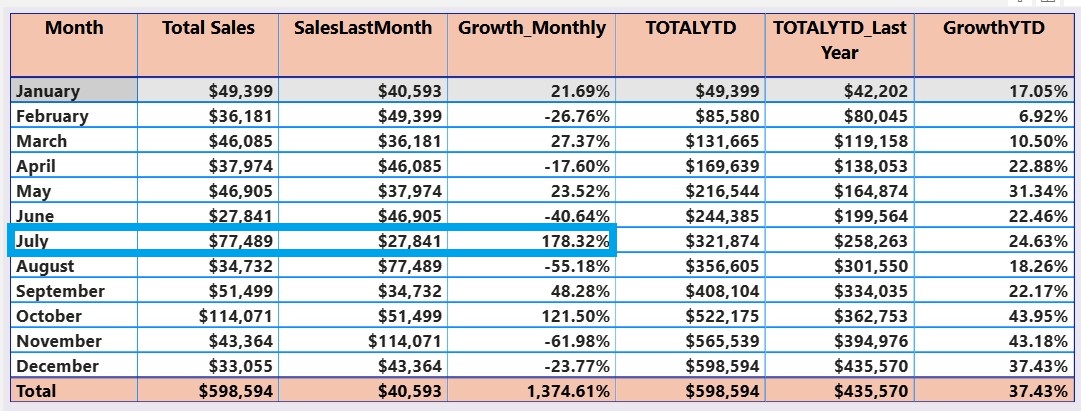 Month Total Sales SalesLastMonth Growth_Monthly TOTALYTD TOTALYTD_Last GrowthYTD
Year
January $49,399 $40,593 21.69% $49,399 $42,202 17.05%
February $36,181 $49,399 -26.76% $85,580 $80,045 6.92%
March $46,085 $36,181 27.37% $131,665 $119,158 10.50%
April $37,974 $46,085 -17.60% $169,639 $138,053 22.88%
May $46,905 $37,974 23.52% $216,544 $164,874 31.34%
June $27,841 $46,905 -40.64% $244,385 $199,564 22.46%
July $77,489 $27,841 178.32% $321,874 $258,263 24.63%
August $34,732 $77,489 -55.18% $356,605 $301,550 18.26%
September $51,499 $34,732 48.28% $408,104 $334,035 22.17%
October $114,071 $51,499 121.50% $522,175 $362,753 43.95%
November $43,364 $114,071 -61.98% $565,539 $394,976 43.18%
December $33,055 $43,364 -23.77% $598,594 $435,570 37.43%
Total $598,594 $40,593 1,374.61% $598,594 $435,570 37.43%